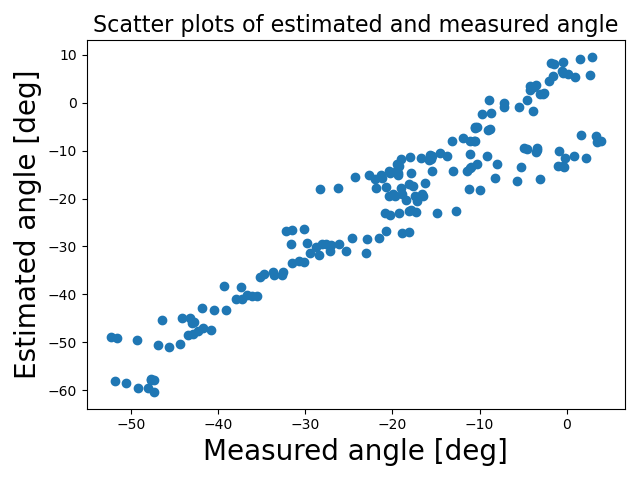 Scatter plots of estimated and measured angle
Estimated angle [deg]
10
0
−10
−20
−30
−40
−50
−60
−50 −40 −30 −20 −10 0
Measured angle [deg]